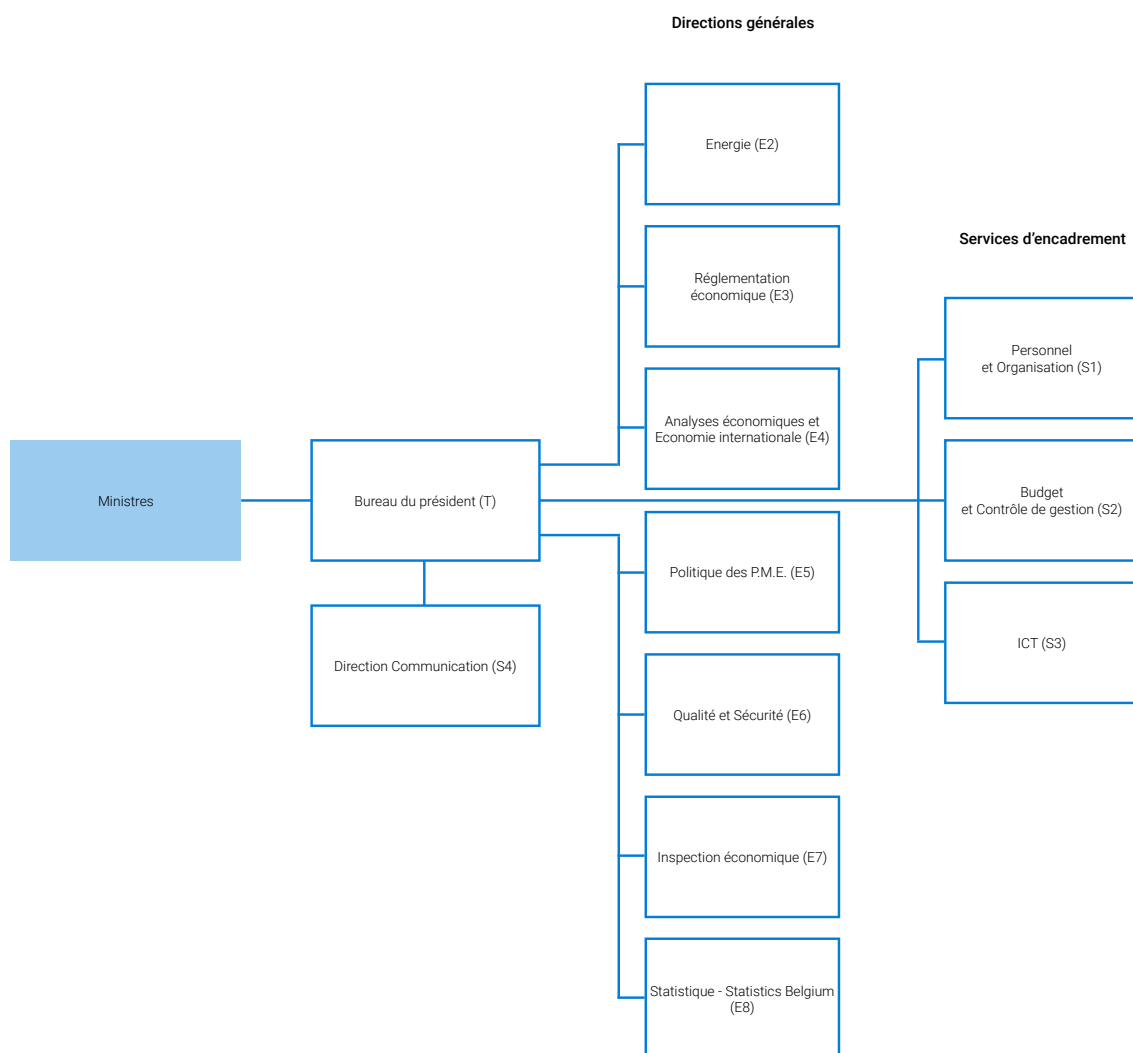 Directions générales
Energie (E2)
Réglementation
économique (E3)
Analyses économiques et
Economie internationale (E4)
Politique des P.M.E. (E5)
Qualité et Sécurité (E6)
Inspection économique (E7)
Statistique - Statistics Belgium
(E8)
Services d'encadrement
Personnel
et Organisation (S1)
Budget
et Contrôle de gestion (S2)
ICT (S3)
Ministres
Bureau du président (T)
Direction Communication (S4)